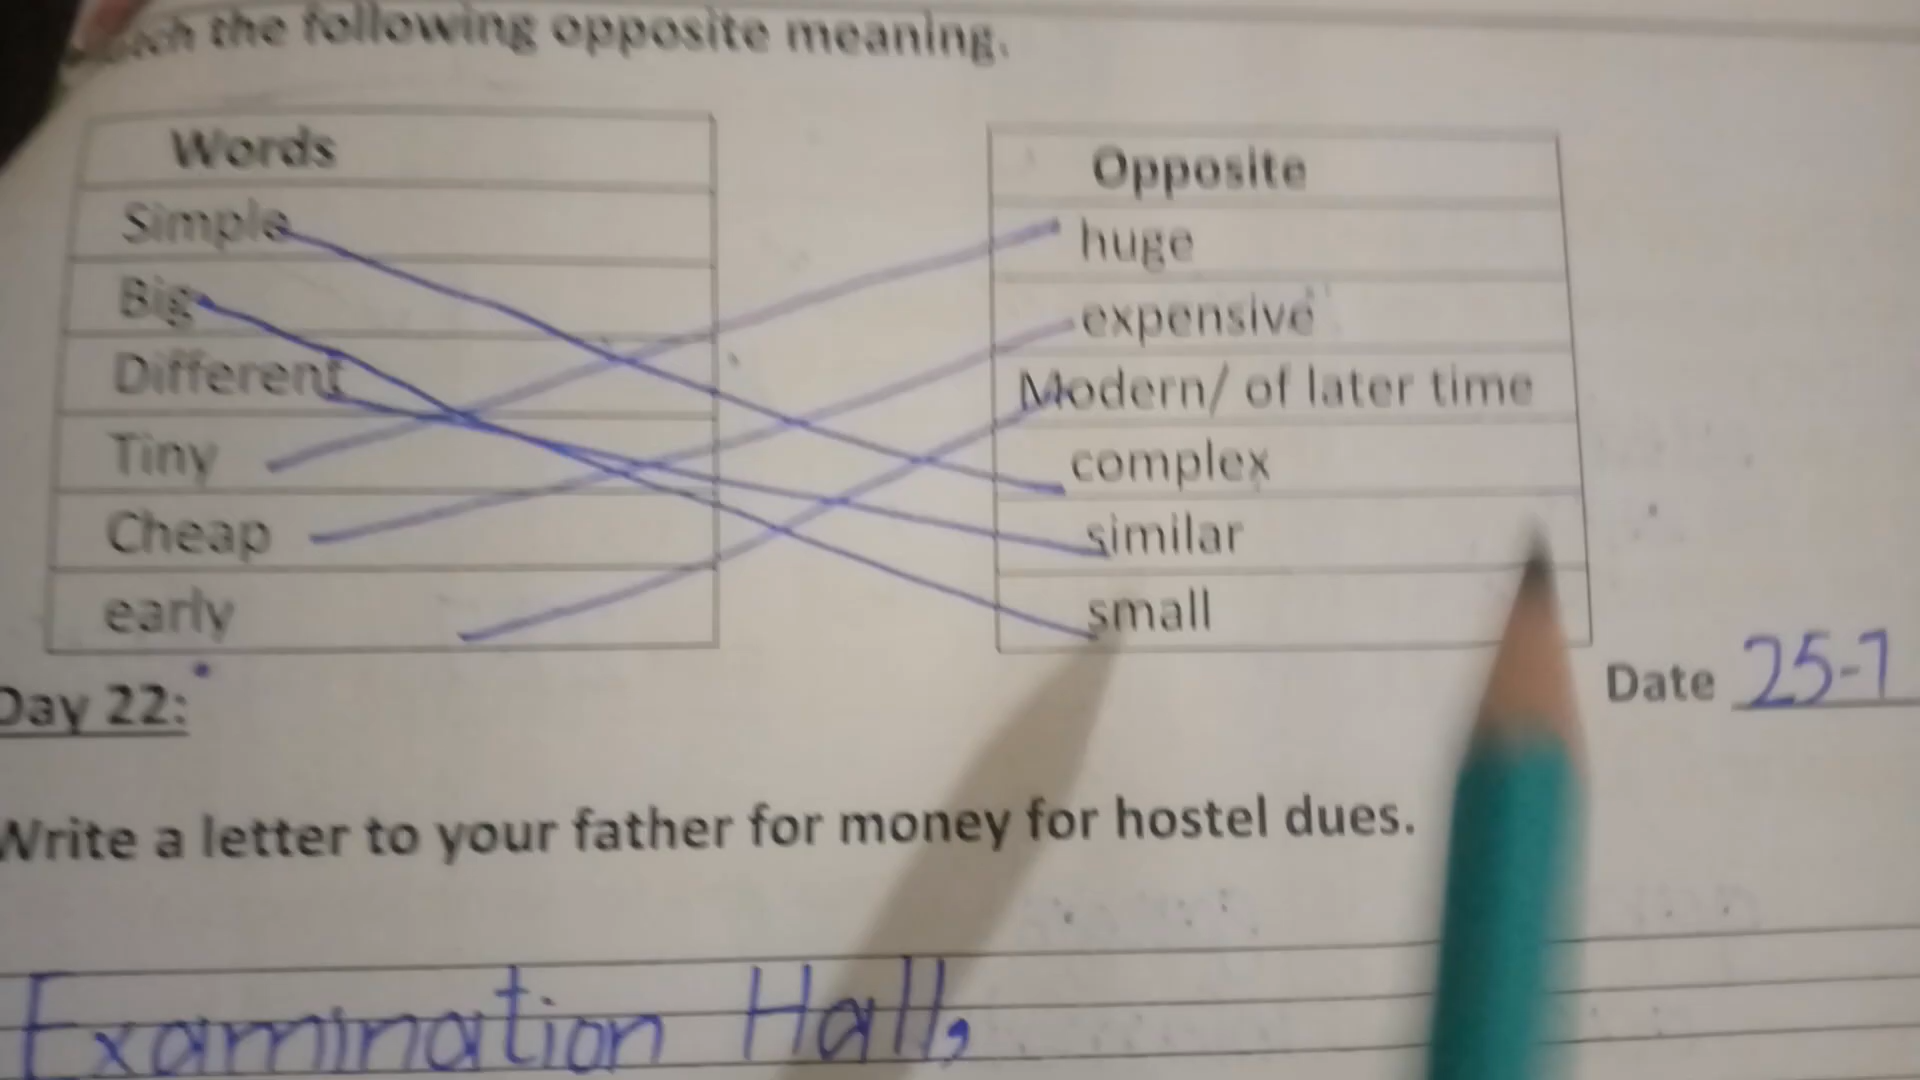 the following opposite meaning.
Words
Simple
Big
Different
Tiny
Cheap
early
Opposite
huge
expensive
Modern/ of later time
complex
similar
small
Day 22:
Date 25-7
Write a letter to your father for money for hostel dues.
Examination Hall,